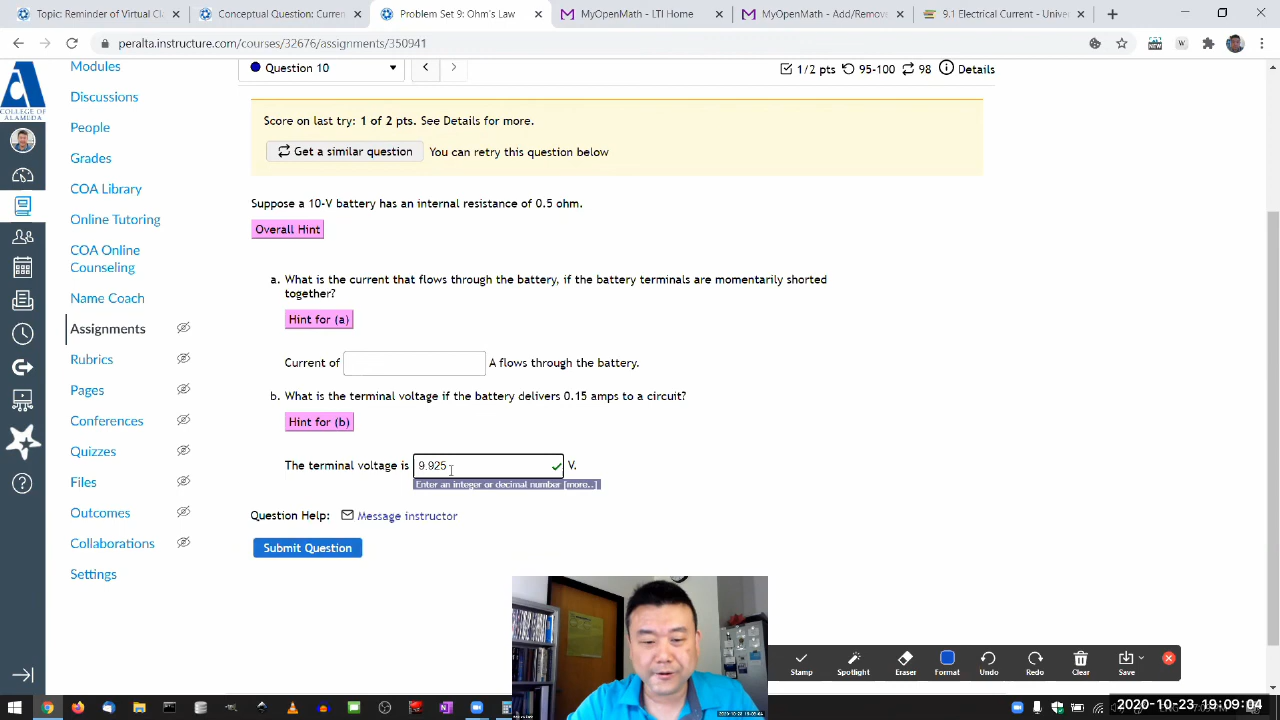 Topic Cl
Your Current
Problem Set 9: Ohm's Law
MyOpenMath - LTI Home
MyOpenMath - Add/Remove
9.1 Electrical Current - Univers
peralta.instructure.com/courses/32676/assignments/350941
COLLEGE OF
ALAMEDA
Modules
Discussions
People
Grades
COA Library
Online Tutoring
COA Online
Counseling
Name Coach
Assignments
Rubrics
Pages
Conferences
Quizzes
Files
Outcomes
Collaborations
Settings
Question 10
1/2 pts 95-100 98 Details
Score on last try: 1 of 2 pts. See Details for more.
Get a similar question You can retry this question below
Suppose a 10-V battery has an internal resistance of 0.5 ohm.
Overall Hint
a. What is the current that flows through the battery, if the battery terminals are momentarily shorted
together?
Hint for (a)
Current of A flows through the battery.
b. What is the terminal voltage if the battery delivers 0.15 amps to a circuit?
Hint for (b)
The terminal voltage is 9.925 V.
Enter an integer or decimal number [more..]
Question Help: Message instructor
Submit Question
Stamp Spotlight Eraser Format Undo Redo Clear Save
2020-10-23 19:09:04